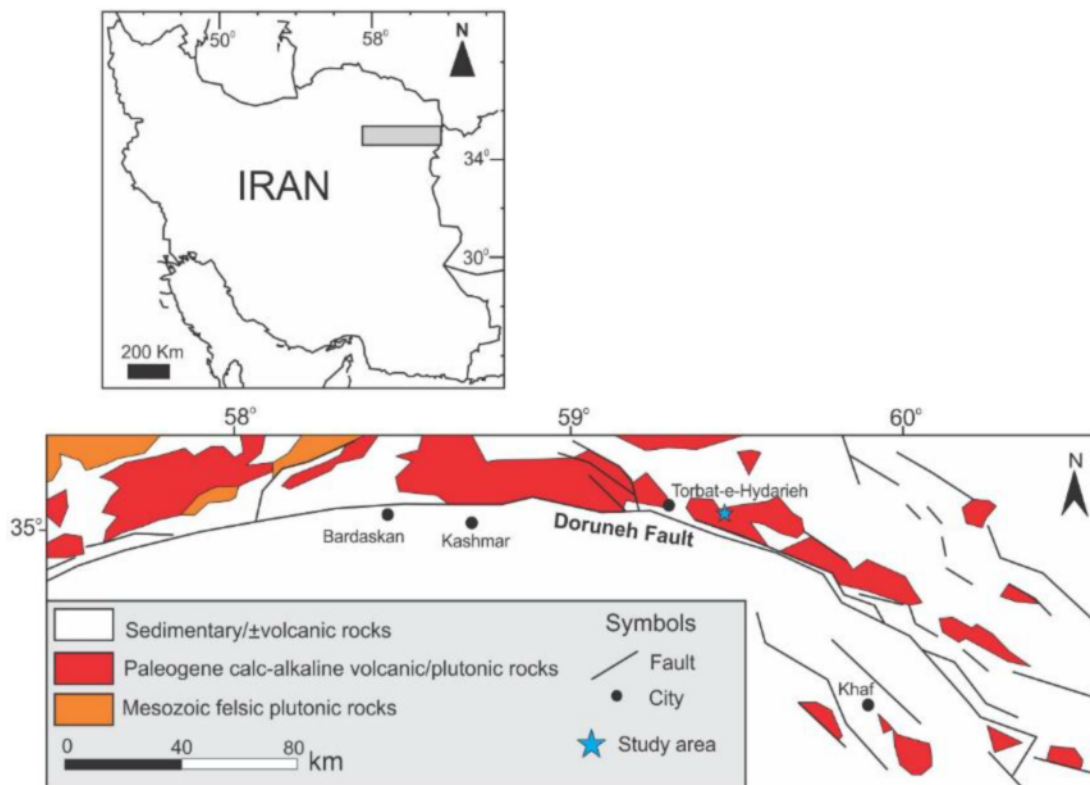 50° 58°
N
34°
IRAN
30°
200 Km
58° 59° 60°
N
Torbat-e-Hydarieh
35°
Bardaskan Kashmar Doruneh Fault
Sedimentary/±volcanic rocks
Paleogene calc-alkaline volcanic/plutonic rocks
Mesozoic felsic plutonic rocks
0 40 80
km
Symbols
Fault
City
Study area
Khaf